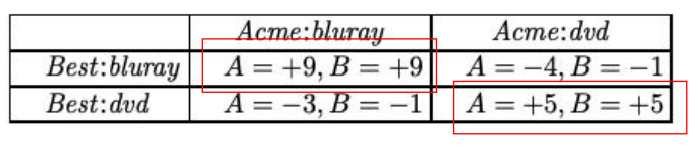 Acme:bluray Acme:dvd
Best:bluray A = +9, B = +9 A = −4, B = −1
Best:dvd A = −3, B = −1 A = +5, B = +5